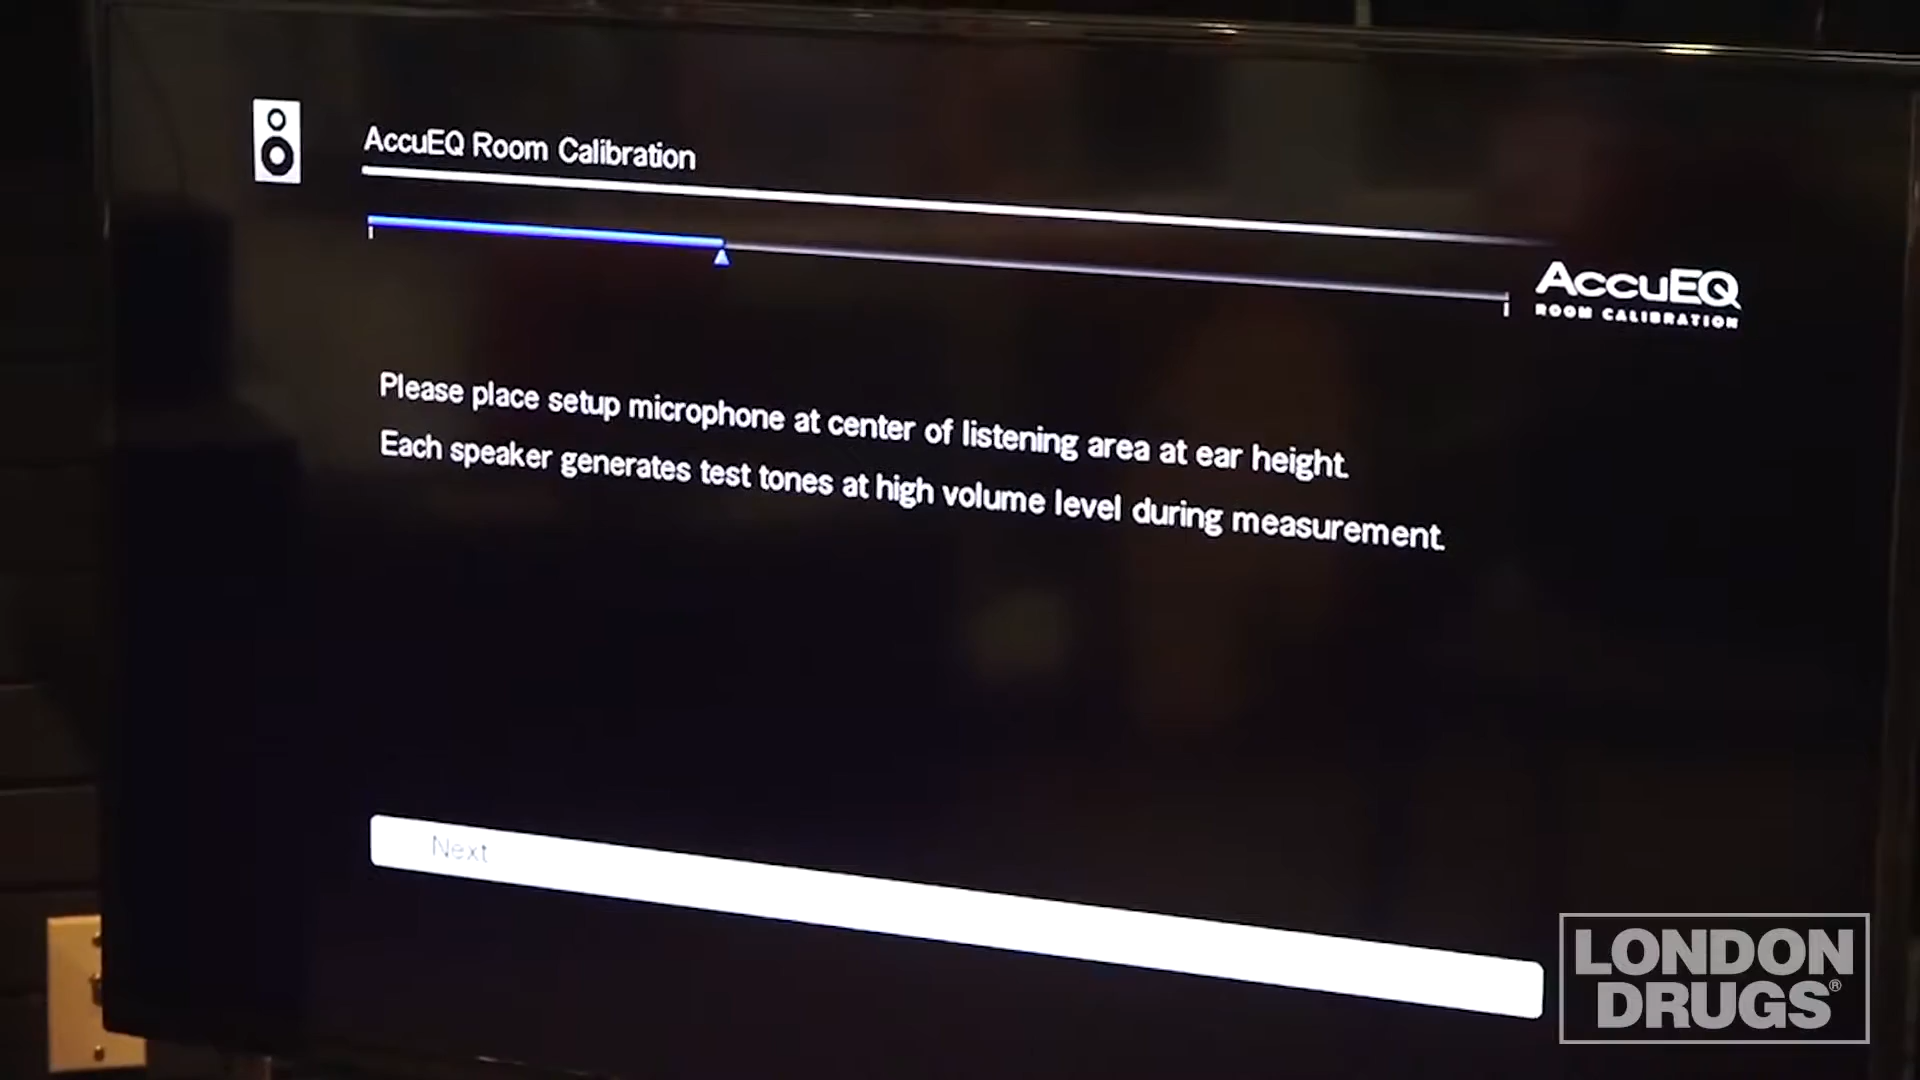 AccuEQ Room Calibration
AccuEQ
ROOM CALIBRATION
Please place setup microphone at center of listening area at ear height.
Each speaker generates test tones at high volume level during measurement.
Next
LONDON
DRUGS®